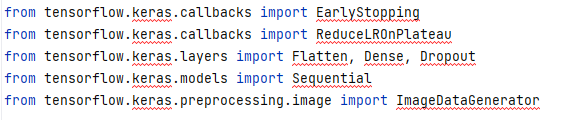 from tensorflow.keras.callbacks import EarlyStopping
from tensorflow.keras.callbacks import ReduceLROnPlateau
from tensorflow.keras.layers import Flatten, Dense, Dropout
from tensorflow.keras.models import Sequential
from tensorflow.keras.preprocessing.image import ImageDataGenerator